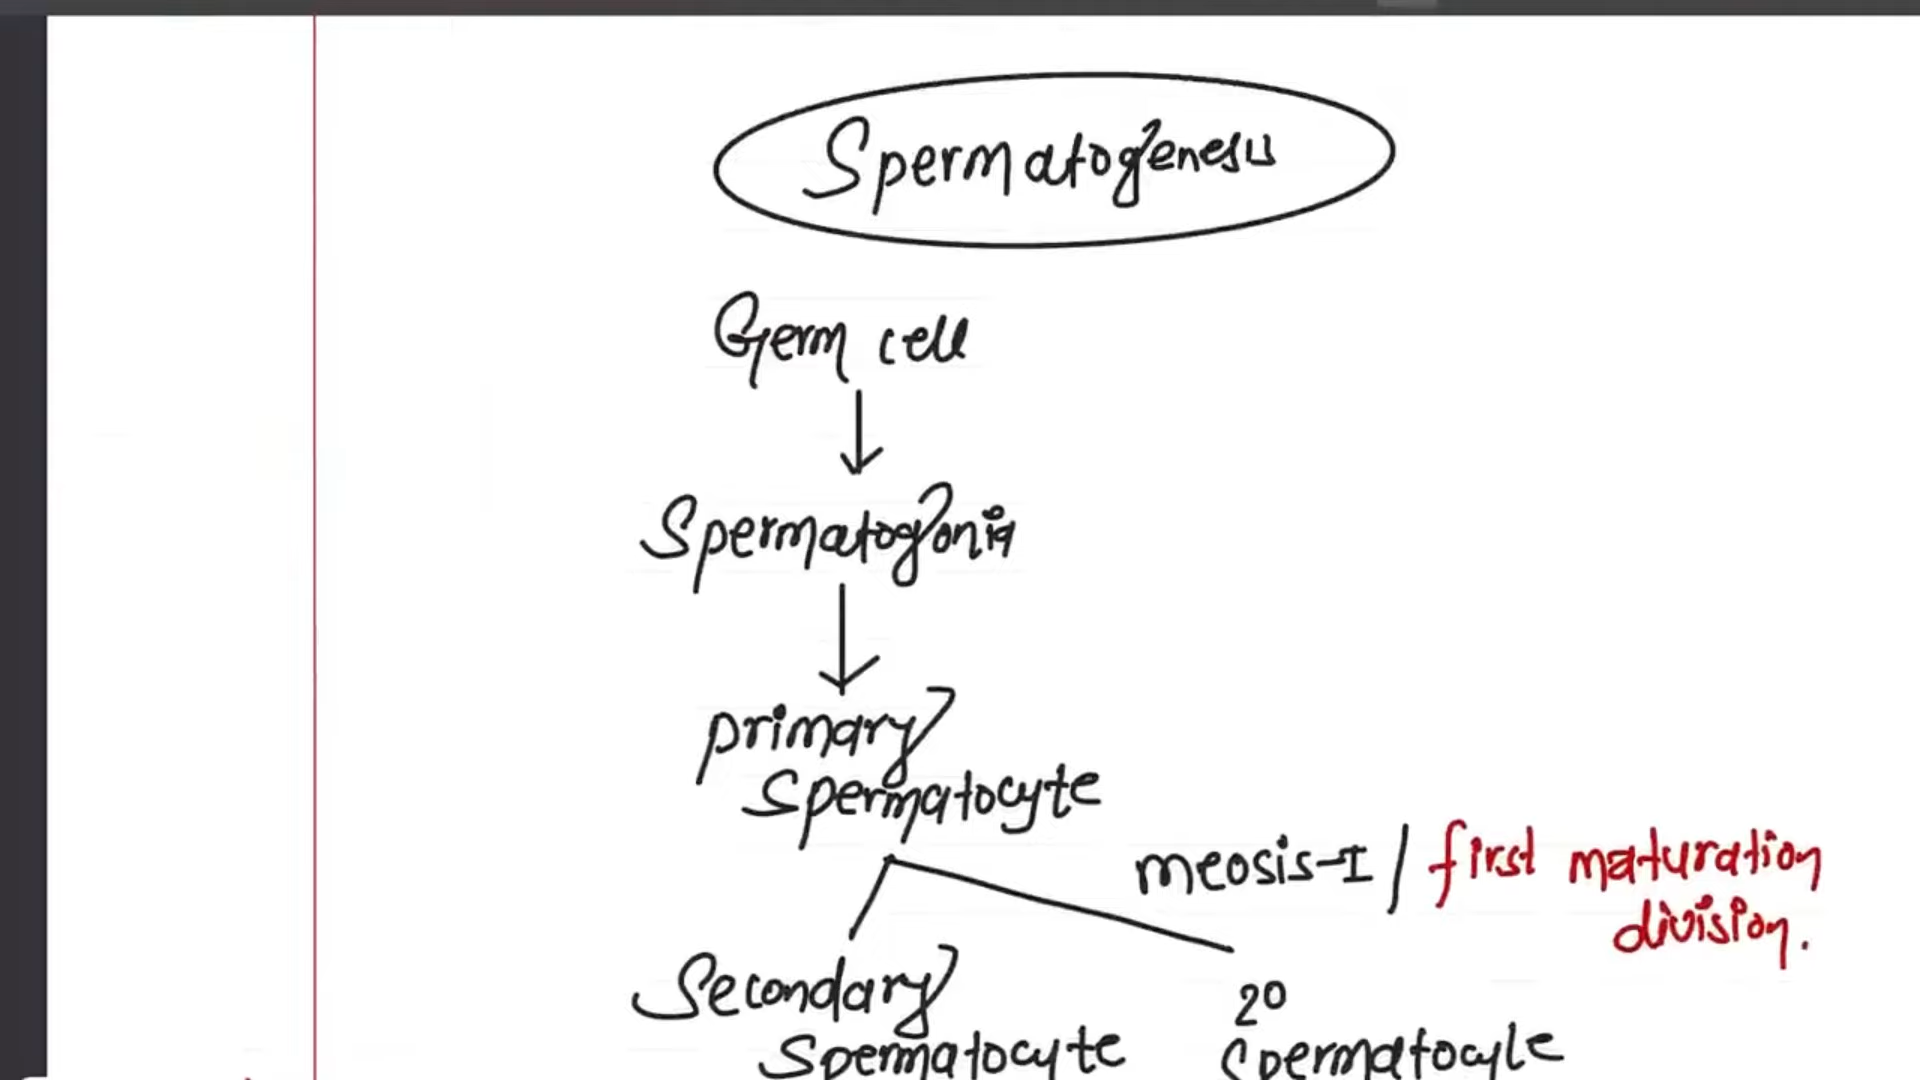 Spermatogenesis
Germ cell
Spermatogonia
primary
Spermatocyte
meosis-I / first maturation
division.
Secondary
Spermatocyte
2°
Spermatocyte